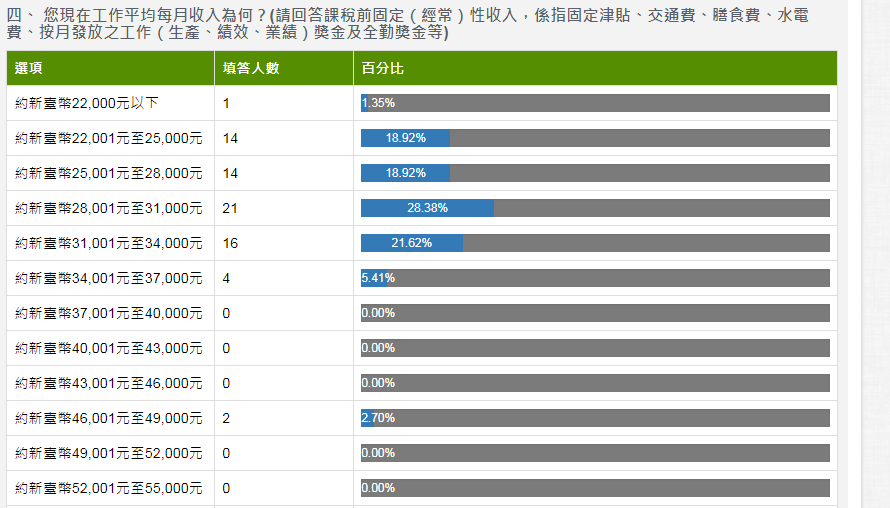 四、 您現在工作平均每月收入為何？(請回答課稅前固定（經常）性收入，係指固定津貼、交通費、膳食費、水電
費、按月發放之工作（生產、績效、業績）獎金及全勤獎金等)
選項 填答人數 百分比
約新臺幣22,000元以下 1 1.35%
約新臺幣22,001元至25,000元 14 18.92%
約新臺幣25,001元至28,000元 14 18.92%
約新臺幣28,001元至31,000元 21 28.38%
約新臺幣31,001元至34,000元 16 21.62%
約新臺幣34,001元至37,000元 4 5.41%
約新臺幣37,001元至40,000元 0 0.00%
約新臺幣40,001元至43,000元 0 0.00%
約新臺幣43,001元至46,000元 0 0.00%
約新臺幣46,001元至49,000元 2 2.70%
約新臺幣49,001元至52,000元 0 0.00%
約新臺幣52,001元至55,000元 0 0.00%